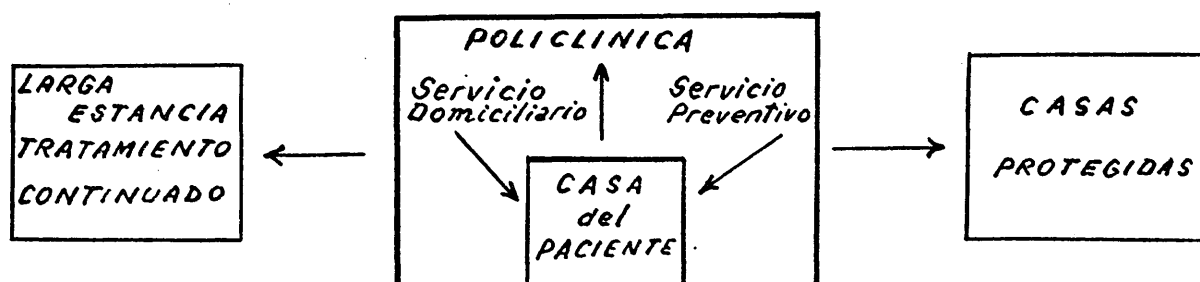 LARGA
ESTANCIA
TRATAMIENTO
CONTINUADO
POLICLINICA
Servicio
Domiciliario
Servicio
Preventivo
CASA
del
PACIENTE
CASAS
PROTEGIDAS